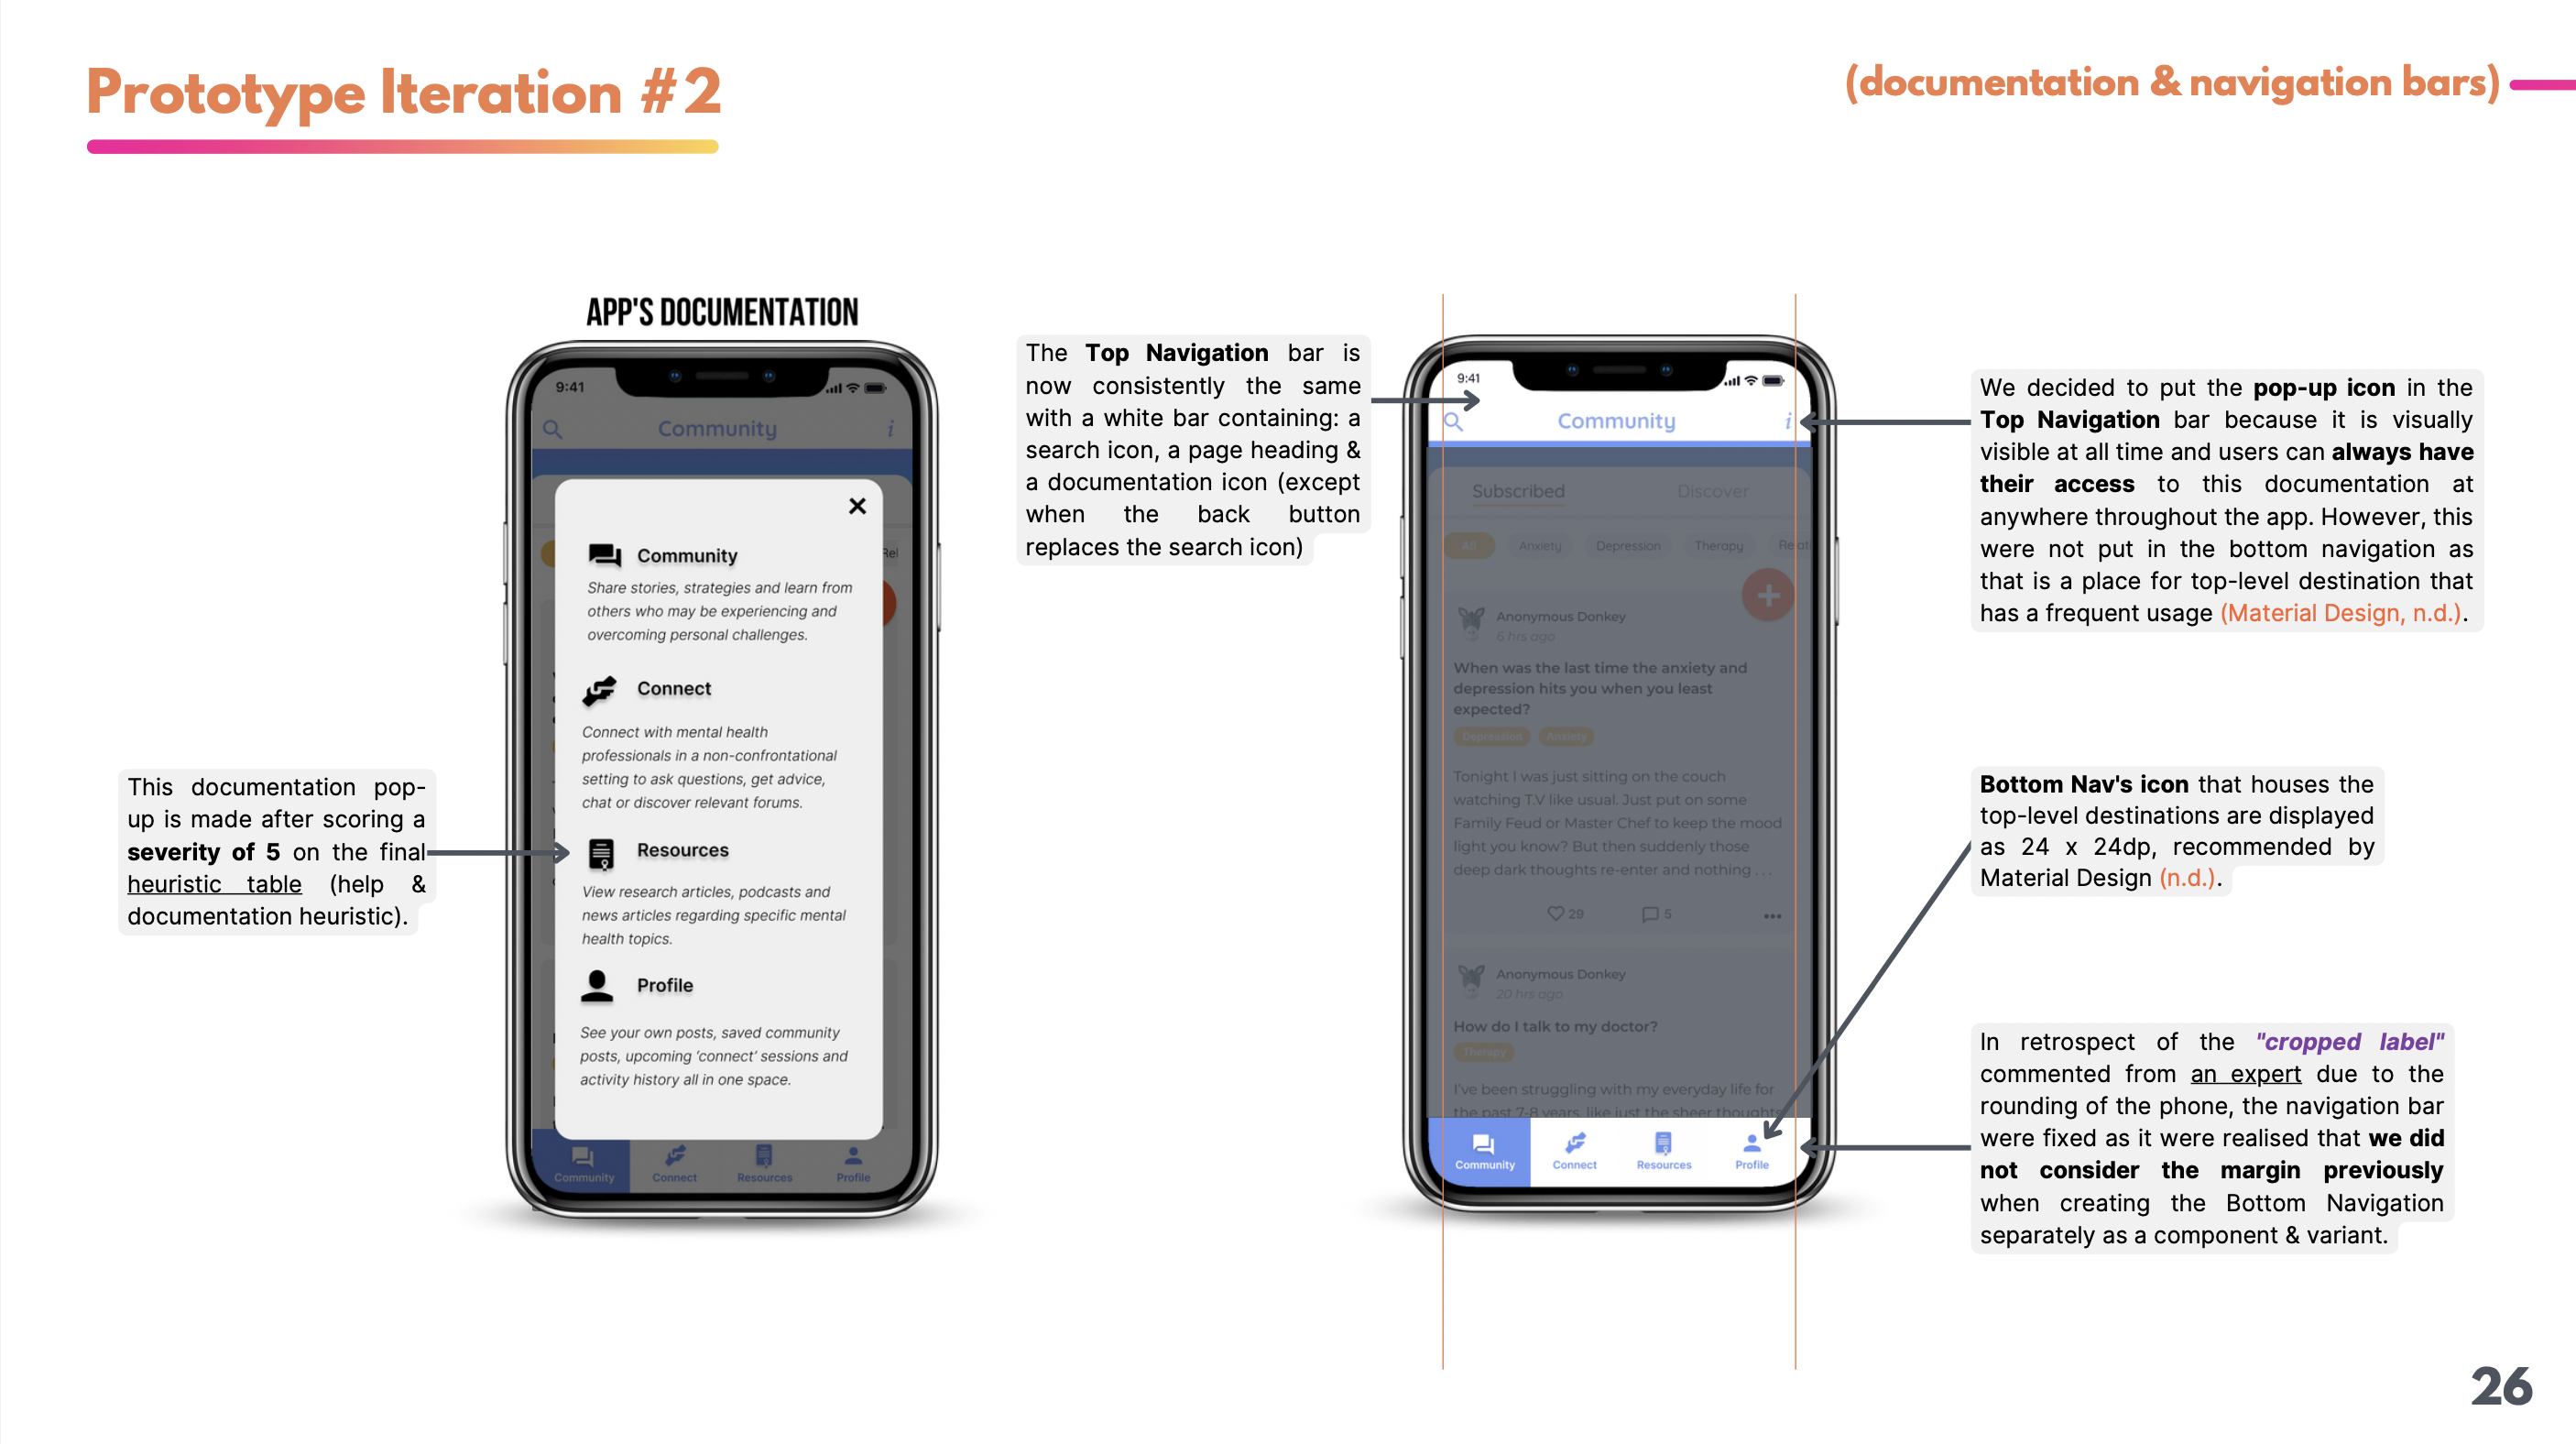 Prototype Iteration #2
(documentation & navigation bars)
APP'S DOCUMENTATION
9:41
Community
i
Rel
Community
Share stories, strategies and learn from
others who may be experiencing and
overcoming personal challenges.
Connect
Connect with mental health
professionals in a non-confrontational
setting to ask questions, get advice,
chat or discover relevant forums.
Resources
View research articles, podcasts and
news articles regarding specific mental
health topics.
Profile
See your own posts, saved community
posts, upcoming 'connect' sessions and
activity history all in one space.
Community
Connect
Resources
Profile
This documentation pop-
up is made after scoring a
severity of 5 on the final
heuristic table (help &
documentation heuristic).
The Top Navigation bar is
now consistently the same
with a white bar containing: a
search icon, a page heading &
a documentation icon (except
when the back button
replaces the search icon)
9:41
Community
i
Subscribed
Discover
All
Anxiety
Depression
Therapy
Relati
Anonymous Donkey
6 hrs ago
When was the last time the anxiety and
depression hits you when you least
expected?
Depression
Anxiety
Tonight I was just sitting on the couch
watching T.V like usual. Just put on some
Family Feud or Master Chef to keep the mood
light you know? But then suddenly those
deep dark thoughts re-enter and nothing . . .
29
5
Anonymous Donkey
20 hrs ago
How do I talk to my doctor?
Therapy
I've been struggling with my everyday life for
the past 7-8 years, like just the sheer thoughts
Community
Connect
Resources
Profile
We decided to put the pop-up icon in the
Top Navigation bar because it is visually
visible at all time and users can always have
their access to this documentation at
anywhere throughout the app. However, this
were not put in the bottom navigation as
that is a place for top-level destination that
has a frequent usage (Material Design, n.d.).
Bottom Nav's icon that houses the
top-level destinations are displayed
as 24 x 24dp, recommended by
Material Design (n.d.).
In retrospect of the "cropped label"
commented from an expert due to the
rounding of the phone, the navigation bar
were fixed as it were realised that we did
not consider the margin previously
when creating the Bottom Navigation
separately as a component & variant.
26